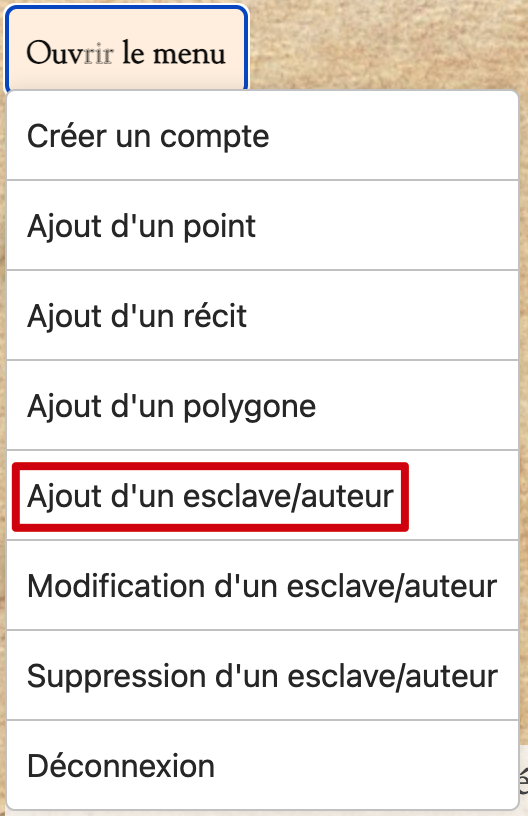 Ouvrir le menu
Créer un compte
Ajout d'un point
Ajout d'un récit
Ajout d'un polygone
Ajout d'un esclave/auteur
Modification d'un esclave/auteur
Suppression d'un esclave/auteur
Déconnexion